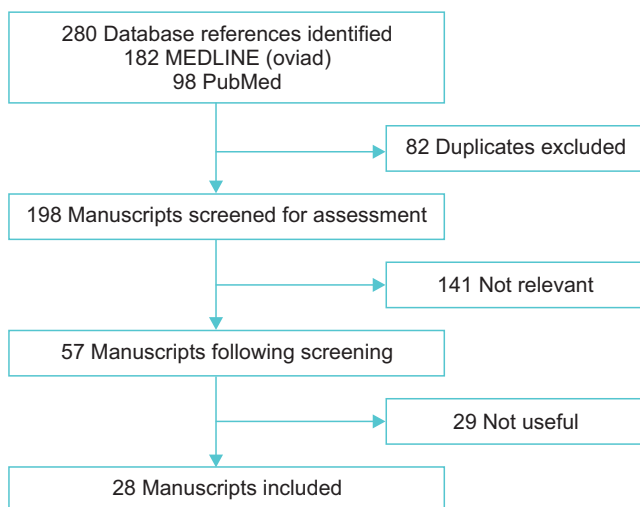 280 Database references identified
182 MEDLINE (oviad)
98 PubMed
82 Duplicates excluded
198 Manuscripts screened for assessment
141 Not relevant
57 Manuscripts following screening
29 Not useful
28 Manuscripts included